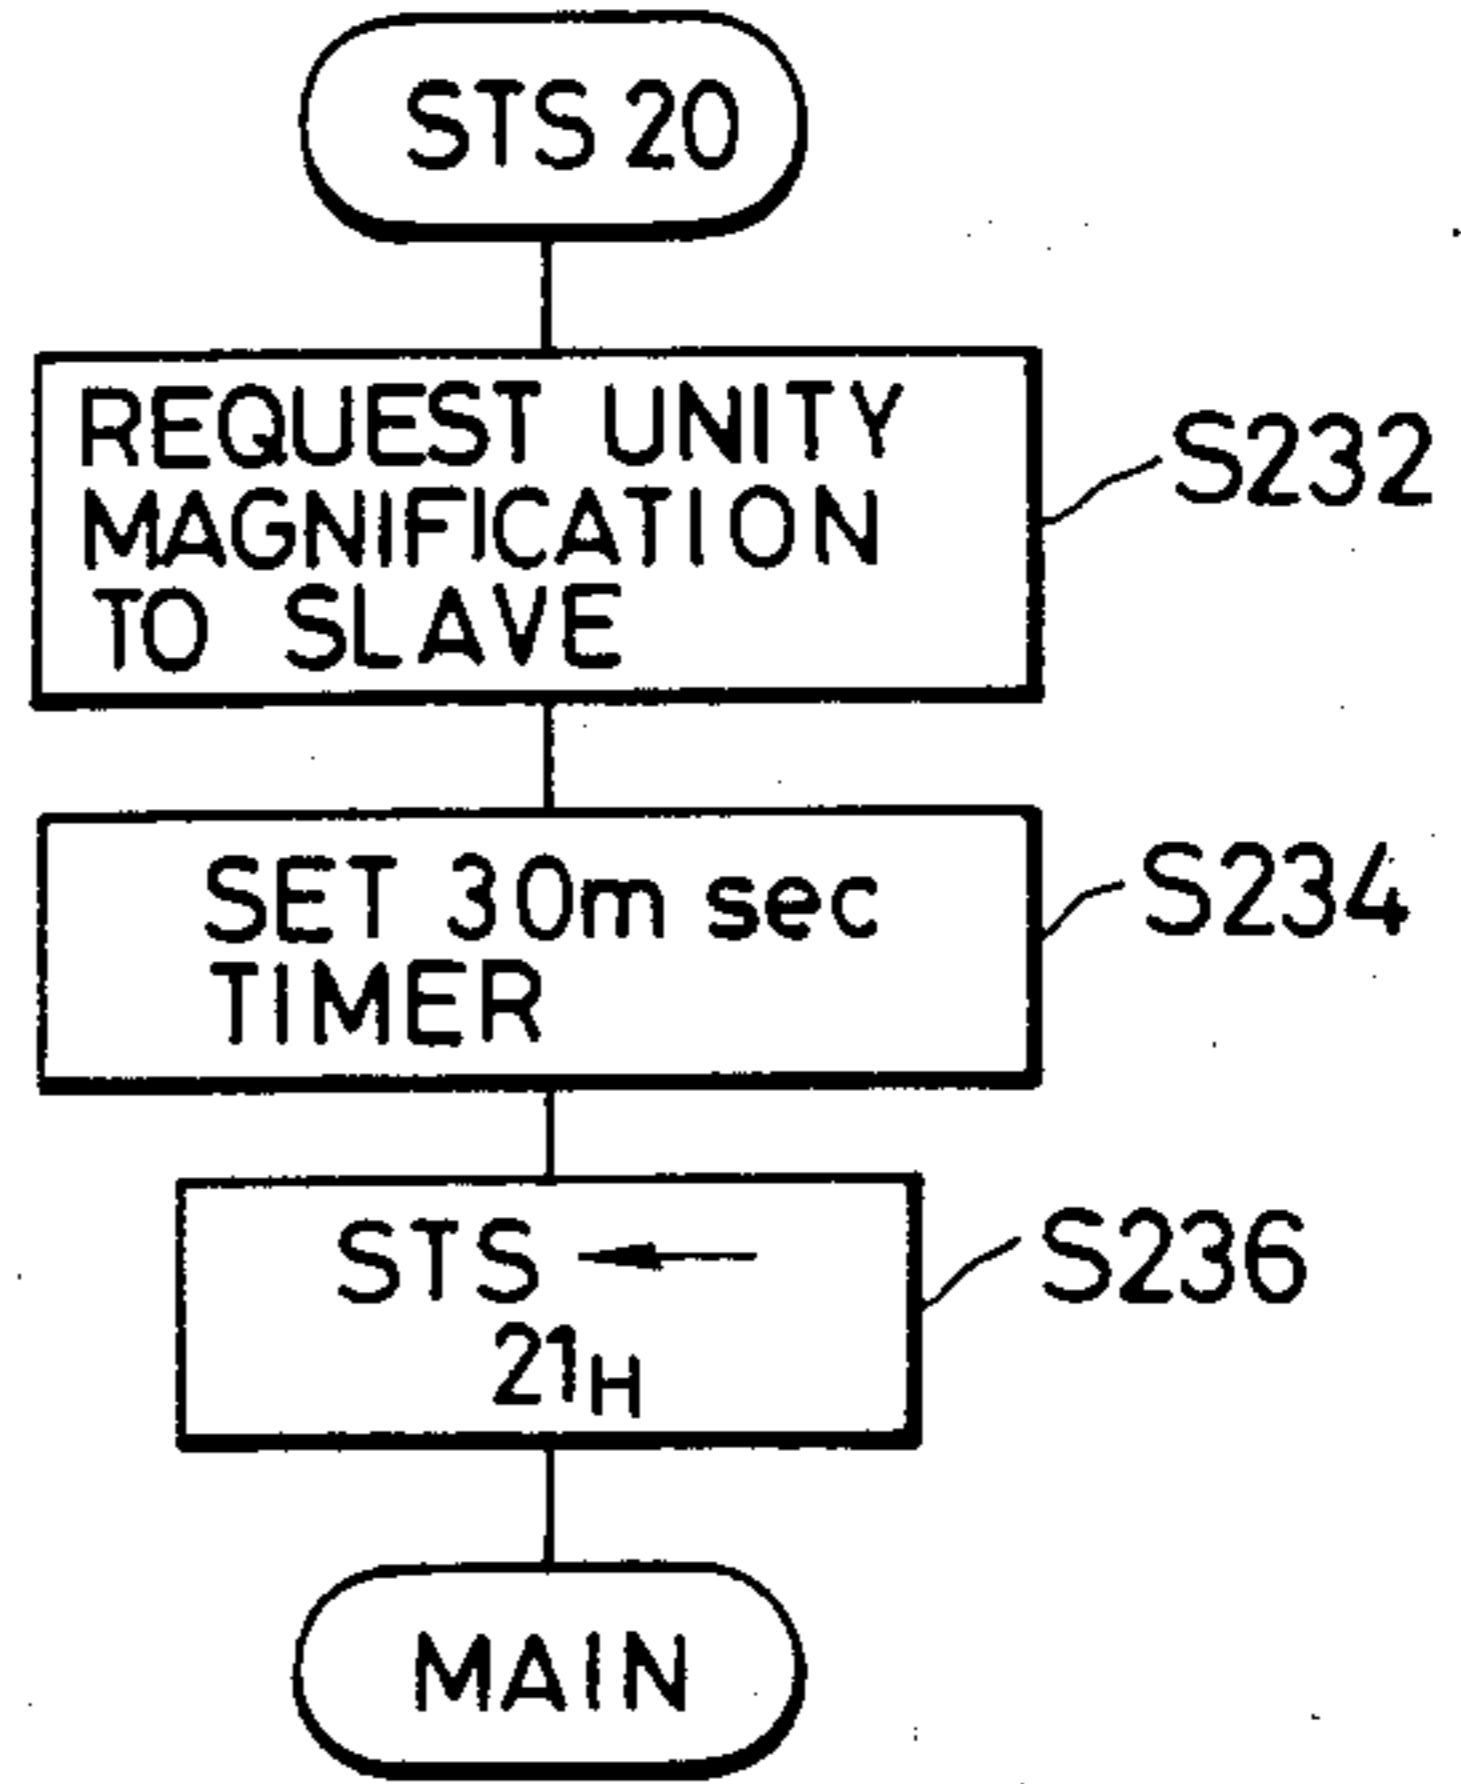 STS 20
REQUEST UNITY
MAGNIFICATION
TO SLAVE
S232
SET 30m sec
TIMER
S234
STS ←
21H
S236
MAIN